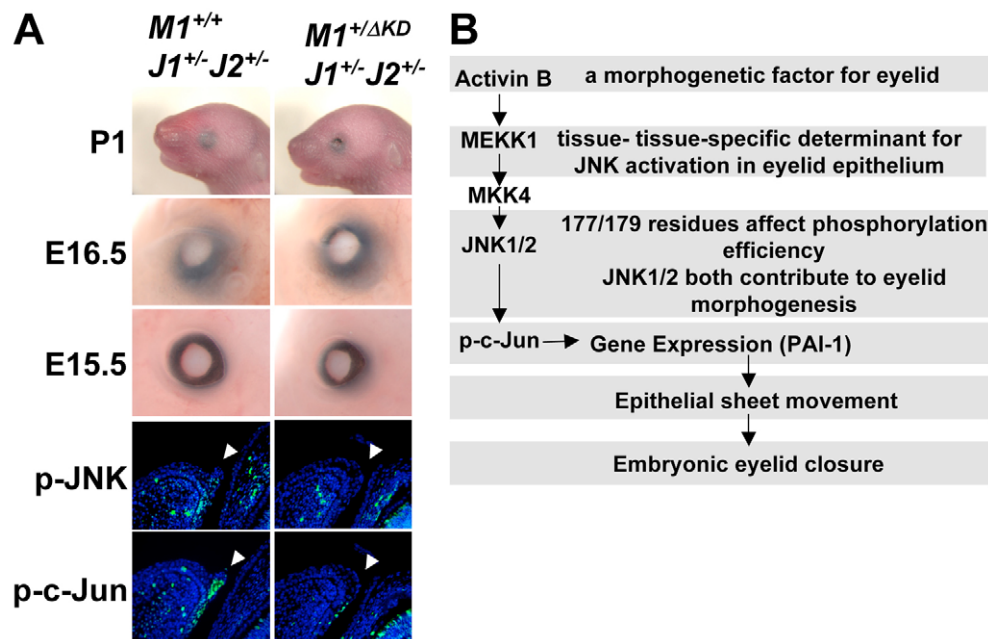 A
M1+/+
J1+/-J2+/-
M1+/ΔKD
J1+/-J2+/-
P1
E16.5
E15.5
p-JNK
p-c-Jun
B
Activin B a morphogenetic factor for eyelid
MEKK1 tissue- tissue-specific determinant for
JNK activation in eyelid epithelium
MKK4
177/179 residues affect phosphorylation
JNK1/2 efficiency
JNK1/2 both contribute to eyelid
morphogenesis
p-c-Jun Gene Expression (PAI-1)
Epithelial sheet movement
Embryonic eyelid closure